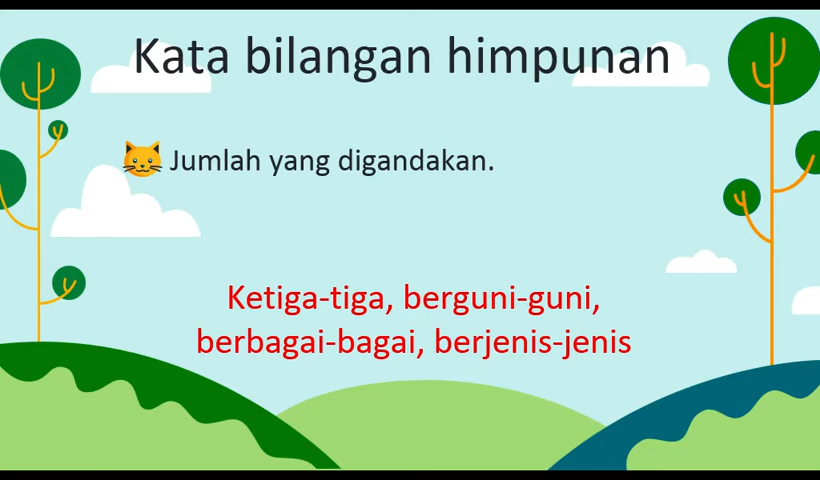 Kata bilangan himpunan
Jumlah yang digandakan.
Ketiga-tiga, berguni-guni,
berbagai-bagai, berjenis-jenis